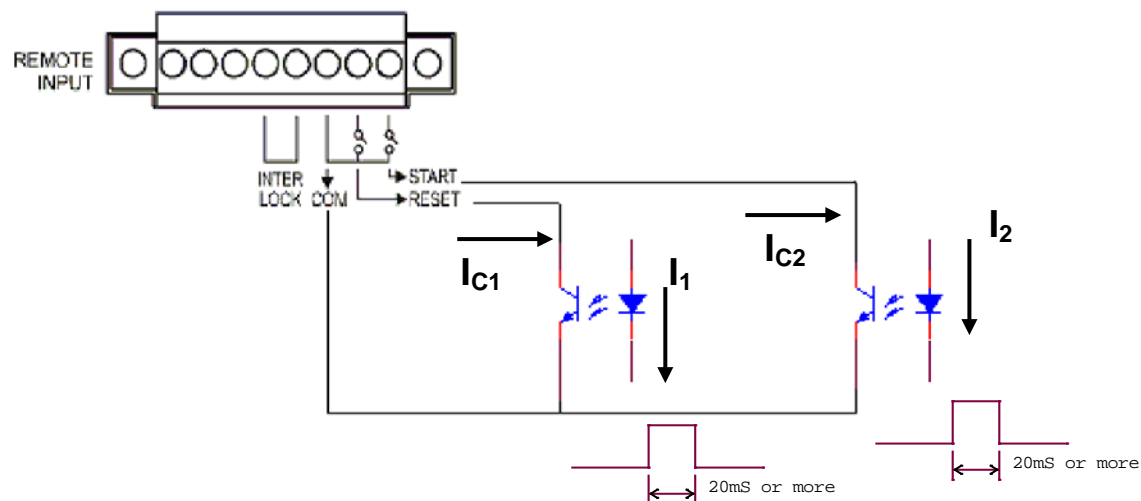 REMOTE
INPUT
INTER
LOCK
COM
START
RESET
IC1
I1
IC2
I2
20mS or more
20mS or more